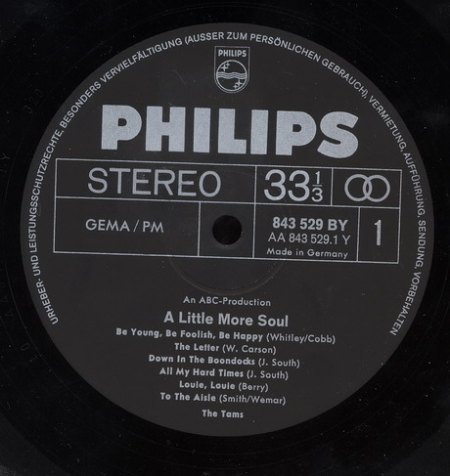 URHEBER- UND LEISTUNGSSCHUTZRECHTE, BESONDERS VERVIELFÄLTIGUNG (AUSSER ZUM PERSÖNLICHEN GEBRAUCH), VERMIETUNG, AUFFÜHRUNG, SENDUNG, VORBEHALTEN
PHILIPS
PHILIPS
STEREO
33 1/3
GEMA / PM
843 529 BY
AA 843 529.1 Y
Made in Germany
1
An ABC-Production
A Little More Soul
Be Young, Be Foolish, Be Happy (Whitley/Cobb)
The Letter (W. Carson)
Down In The Boondocks (J. South)
All My Hard Times (J. South)
Louie, Louie (Berry)
To The Aisle (Smith/Wemar)
The Tams